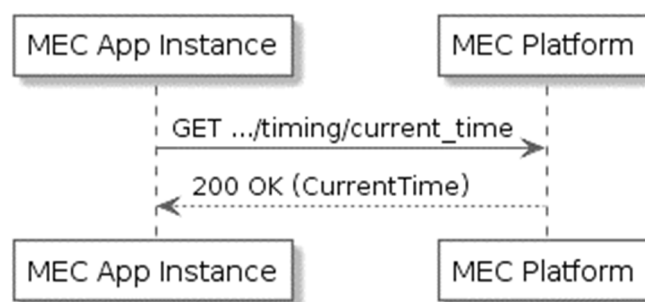 MEC App Instance
MEC Platform
GET .../timing/current_time
200 OK (CurrentTime)
MEC App Instance
MEC Platform